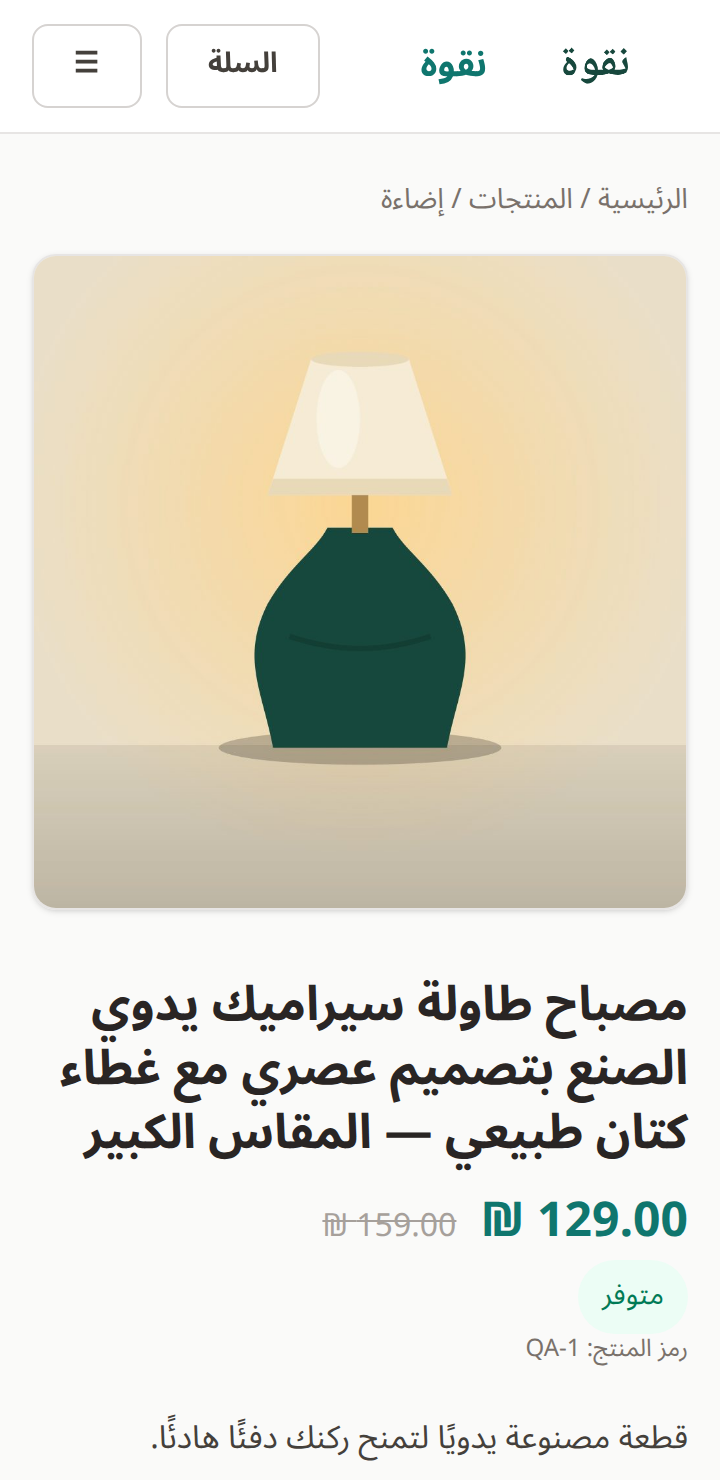 نقوة نقوة السلة ☰
الرئيسية / المنتجات / إضاءة
مصباح طاولة سيراميك يدوي
الصنع بتصميم عصري مع غطاء
كتان طبيعي — المقاس الكبير
129.00 ₪ 159.00 ₪
متوفر
رمز المنتج: QA-1
قطعة مصنوعة يدويًا لتمنح ركنك دفئًا هادئًا.